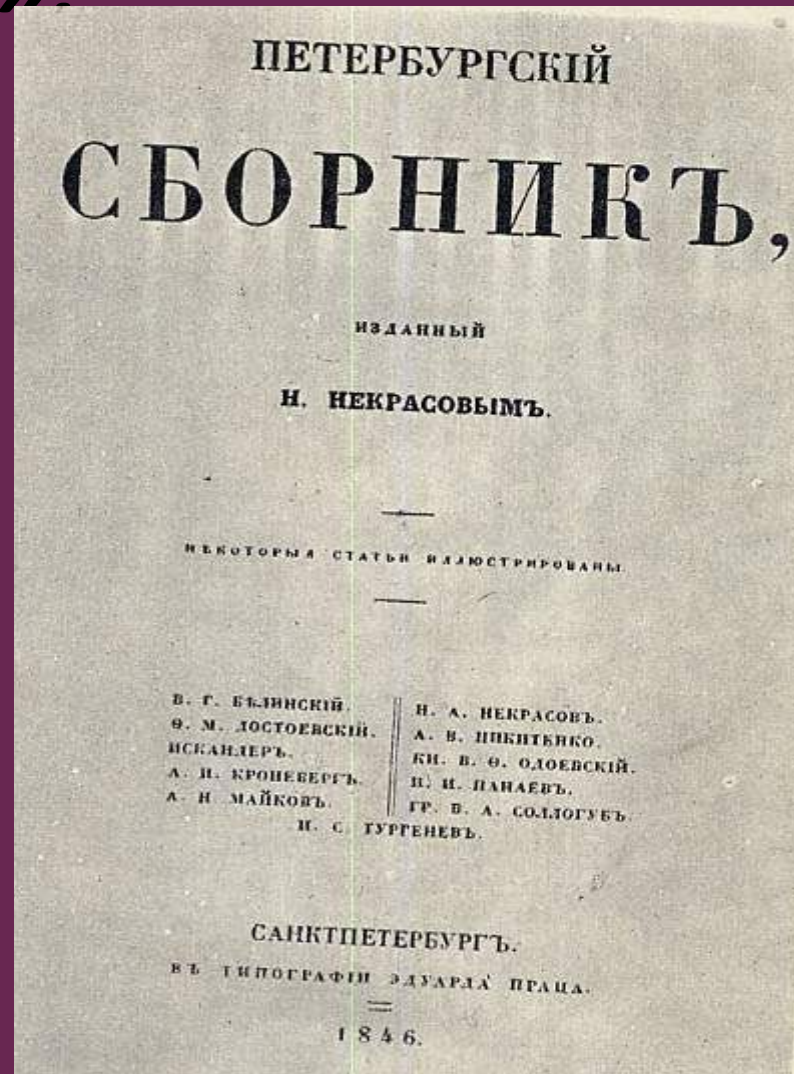 ПЕТЕРБУРГСКІЙ
СБОРНИКЪ,
ИЗДАННЫЙ
Н. НЕКРАСОВЫМЪ.
НѢКОТОРЫЯ СТАТЬИ ИЛЛЮСТРИРОВАНЫ
В. Г. БѢЛИНСКІЙ.
Ѳ. М. ДОСТОЕВСКІЙ.
ИСКАНДЕРЪ.
А. И. КРОНЕБЕРГЪ.
А. Н МАЙКОВЪ.
Н. А. НЕКРАСОВЪ.
А. В. НИКИТЕНКО.
КН. В. Ѳ. ОДОЕВСКІЙ.
И. И. ПАНАЕВЪ.
ГР. В. А. СОЛЛОГУБЪ.
И. С. ТУРГЕНЕВЪ.
САНКТПЕТЕРБУРГЪ.
ВЪ ТИПОГРАФІИ ЭДУАРДА ПРАЦА.
1846.